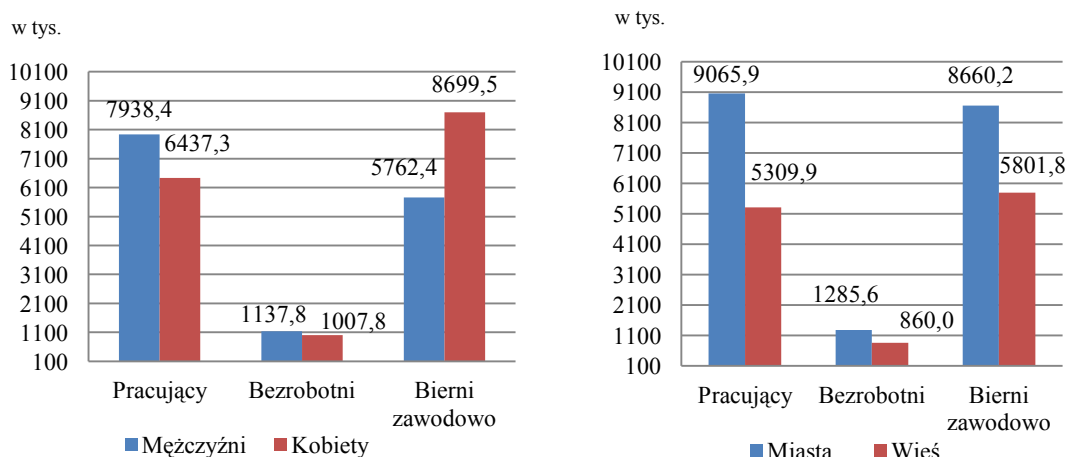 w tys.
10100
9100
8100
7100
6100
5100
4100
3100
2100
1100
100
7938,4
6437,3
1137,8
1007,8
5762,4
8699,5
Pracujący
Bezrobotni
Bierni
zawodowo
Mężczyźni
Kobiety
w tys.
10100
9100
8100
7100
6100
5100
4100
3100
2100
1100
100
9065,9
5309,9
1285,6
860,0
8660,2
5801,8
Pracujący
Bezrobotni
Bierni
zawodowo
Miasta
Wieś